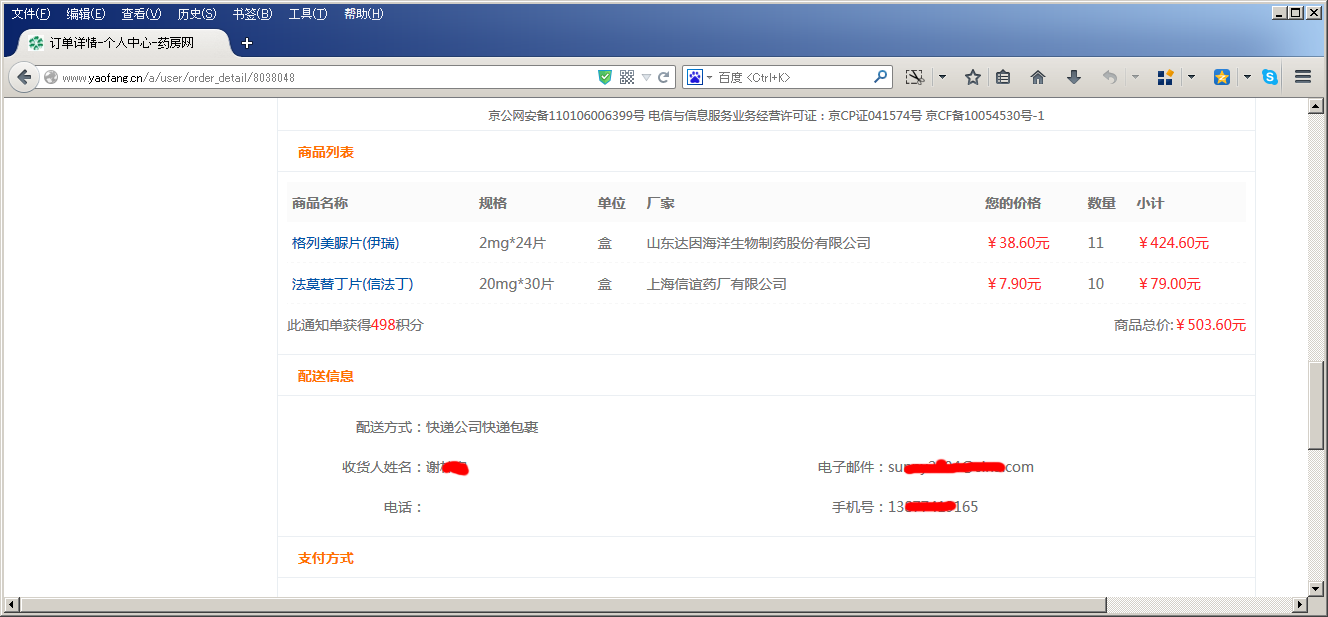 文件(F) 编辑(E) 查看(V) 历史(S) 书签(B) 工具(T) 帮助(H)
订单详情-个人中心-药房网
www.yaofang.cn/a/user/order_detail/8038048 百度 <Ctrl+K>
京公网安备110106006399号 电信与信息服务业务经营许可证：京CP证041574号 京CF备10054530号-1
商品列表
商品名称 规格 单位 厂家 您的价格 数量 小计
格列美脲片(伊瑞) 2mg*24片 盒 山东达因海洋生物制药股份有限公司 ￥38.60元 11 ￥424.60元
法莫替丁片(信法丁) 20mg*30片 盒 上海信谊药厂有限公司 ￥7.90元 10 ￥79.00元
此通知单获得498积分 商品总价:￥503.60元
配送信息
配送方式：快递公司快递包裹
收货人姓名：谢 电子邮件：su com
电话： 手机号：13 165
支付方式